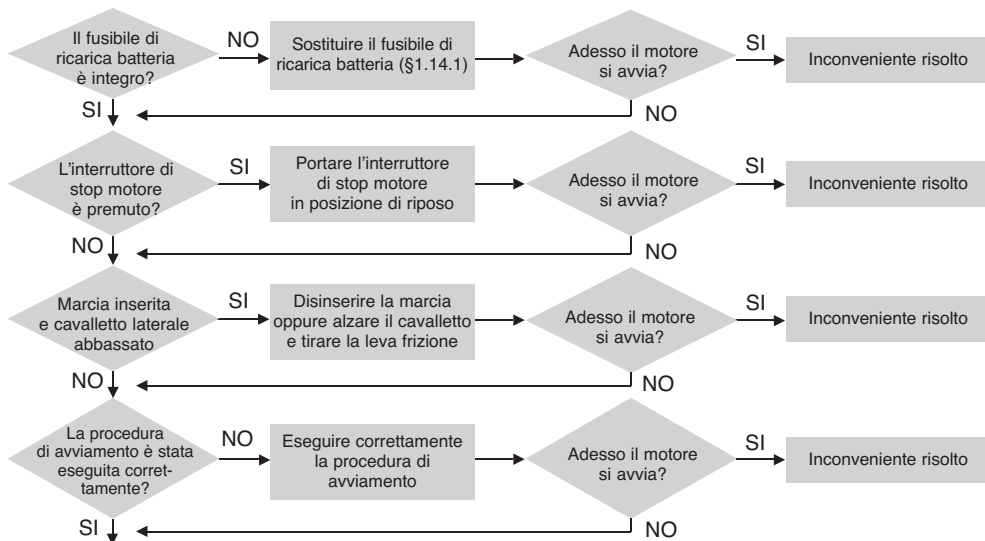 Il fusibile di
ricarica batteria
è integro?
NO
Sostituire il fusibile di
ricarica batteria (§1.14.1)
Adesso il motore
si avvia?
SI
Inconveniente risolto
SI
NO
L'interruttore di
stop motore
è premuto?
SI
Portare l'interruttore
di stop motore
in posizione di riposo
Adesso il motore
si avvia?
SI
Inconveniente risolto
NO
NO
Marcia inserita
e cavalletto laterale
abbassato
SI
Disinserire la marcia
oppure alzare il cavalletto
e tirare la leva frizione
Adesso il motore
si avvia?
SI
Inconveniente risolto
NO
NO
La procedura
di avviamento è stata
eseguita corret-
tamente?
NO
Eseguire correttamente
la procedura di
avviamento
Adesso il motore
si avvia?
SI
Inconveniente risolto
SI
NO